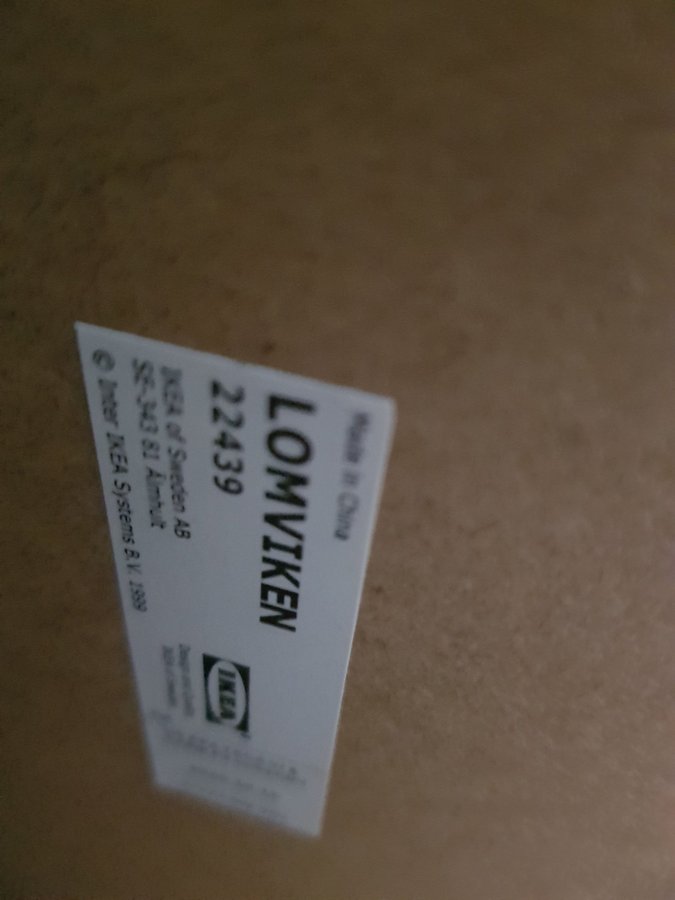 Made in China
LOMVIKEN
22439
IKEA of Sweden AB
SE-343 81 Älmhult
© Inter IKEA Systems B.V. 1999
IKEA